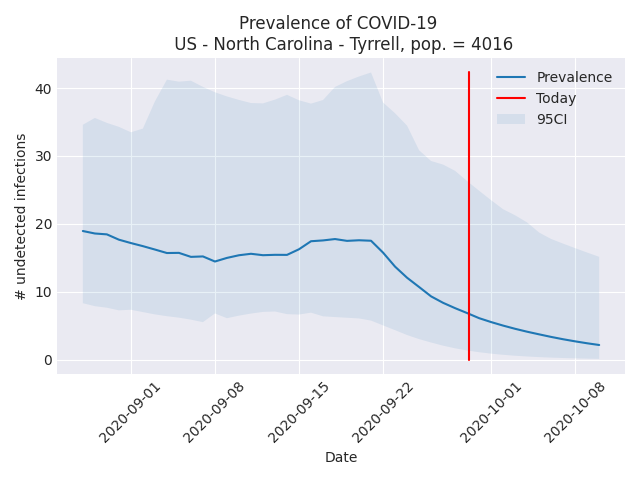 Prevalence of COVID-19
US - North Carolina - Tyrrell, pop. = 4016
Prevalence
Today
95CI
# undetected infections
40
30
20
10
0
2020-09-01
2020-09-08
2020-09-15
2020-09-22
2020-10-01
2020-10-08
Date